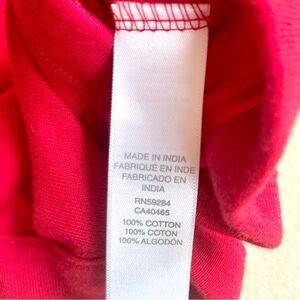 MADE IN INDIA
FABRIQUÉ EN INDE
FABRICADO EN
INDIA
RN59284
CA40465
100% COTTON
100% COTON
100% ALGODÓN